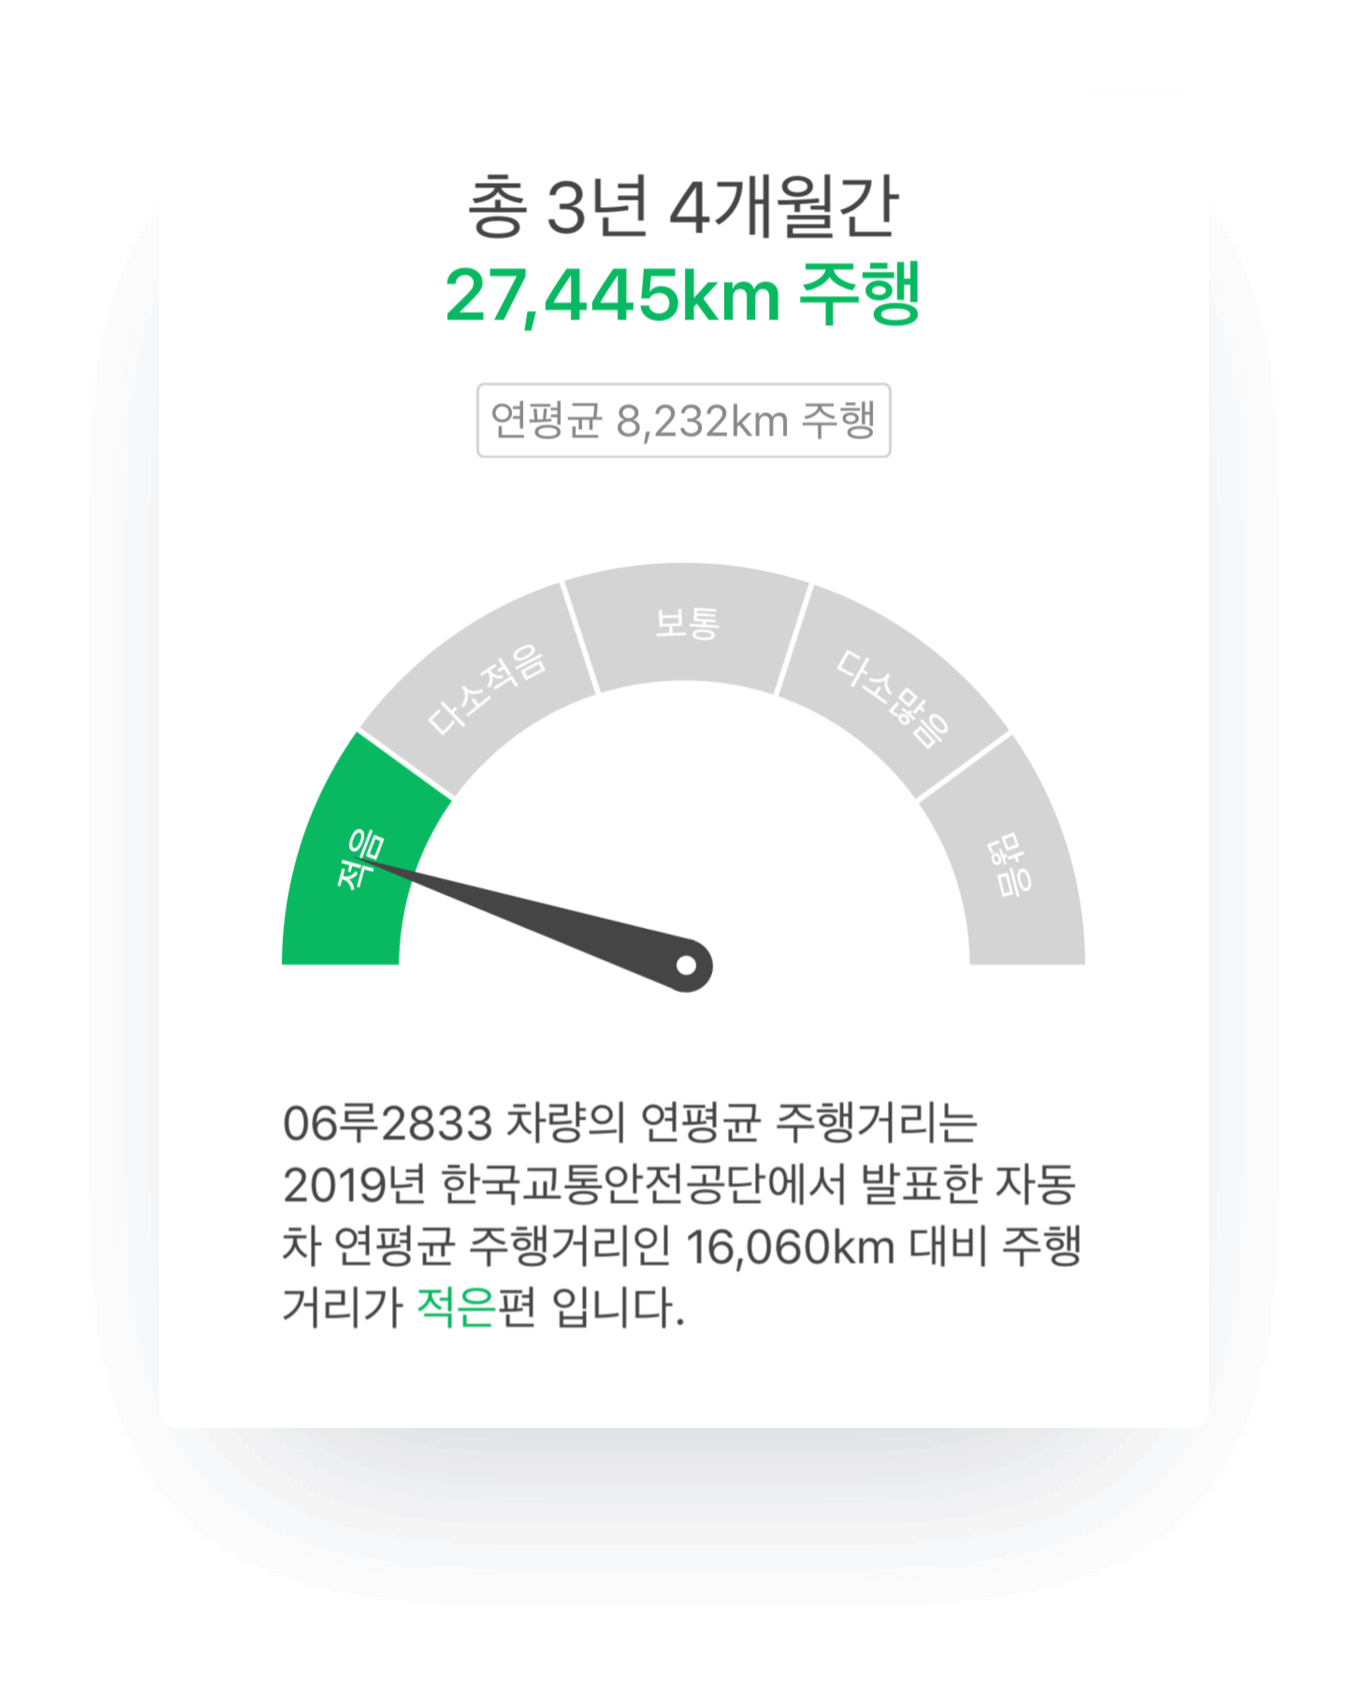 총 3년 4개월간
27,445km 주행
연평균 8,232km 주행
적음
다소적음
보통
다소많음
많음
06루2833 차량의 연평균 주행거리는
2019년 한국교통안전공단에서 발표한 자동
차 연평균 주행거리인 16,060km 대비 주행
거리가 적은편 입니다.